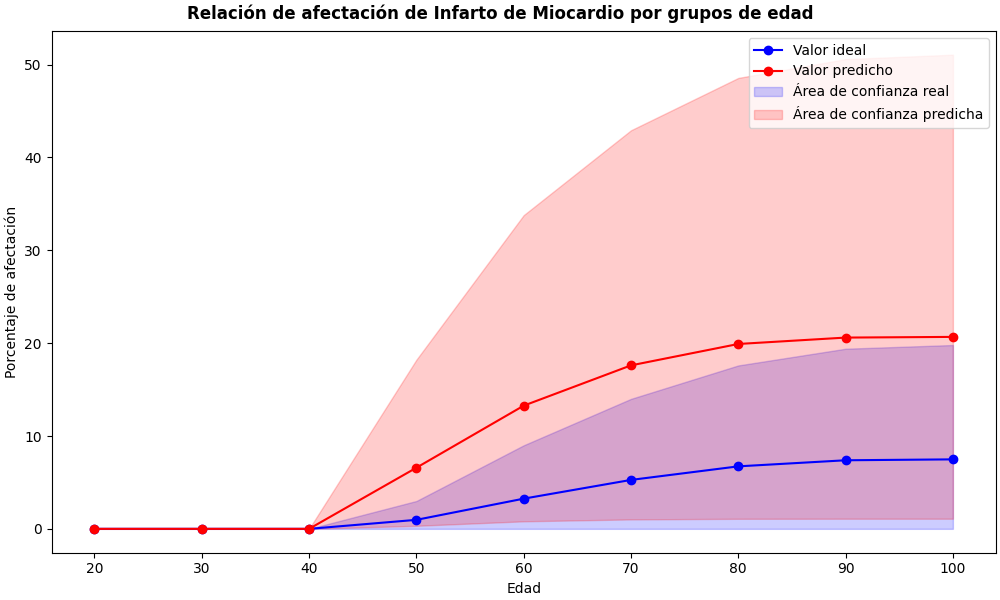 Relación de afectación de Infarto de Miocardio por grupos de edad
Valor ideal
Valor predicho
Área de confianza real
Área de confianza predicha
Porcentaje de afectación
50
40
30
20
10
0
20 30 40 50 60 70 80 90 100
Edad